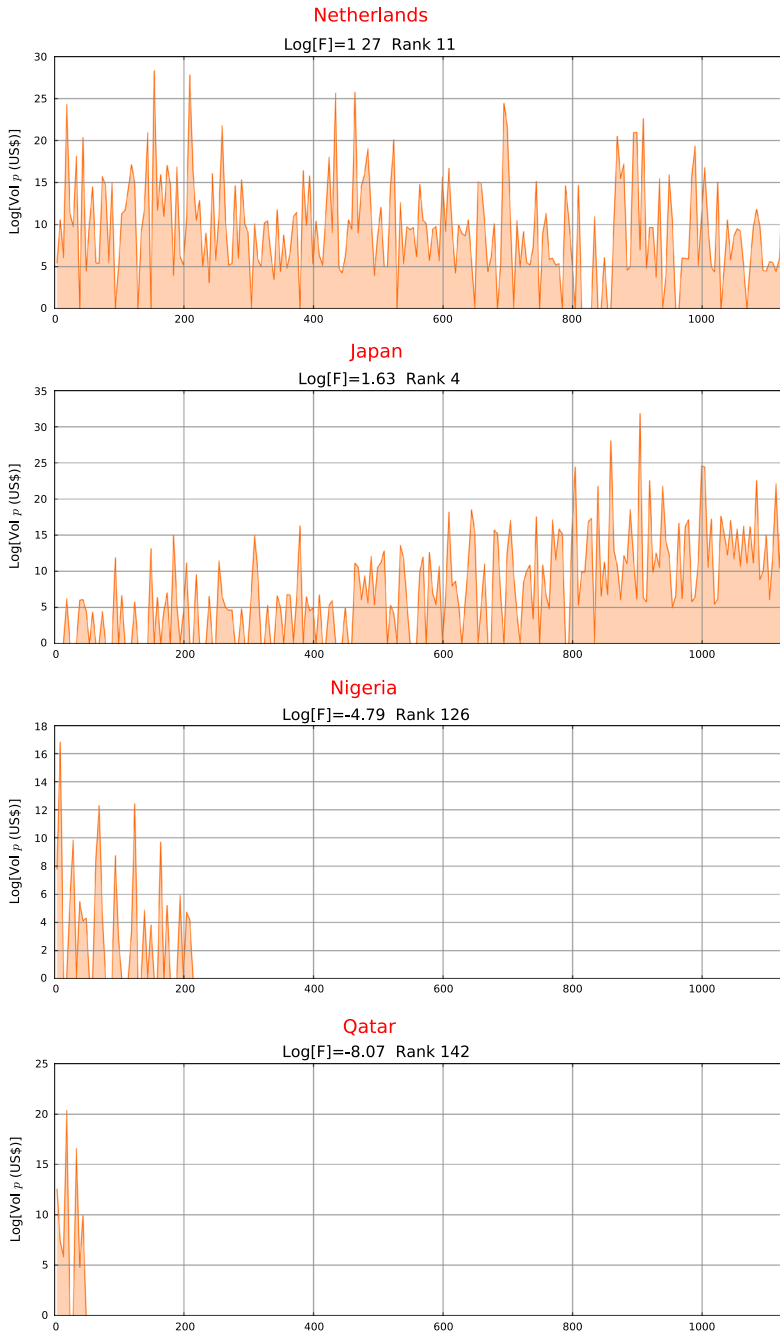 Netherlands
Log[F]=1 27 Rank 11
30
25
20
15
10
5
0
Log[Vol p (US$)]
0 200 400 600 800 1000
Japan
Log[F]=1.63 Rank 4
35
30
25
20
15
10
5
0
Log[Vol p (US$)]
0 200 400 600 800 1000
Nigeria
Log[F]=-4.79 Rank 126
18
16
14
12
10
8
6
4
2
0
Log[Vol p (US$)]
0 200 400 600 800 1000
Qatar
Log[F]=-8.07 Rank 142
25
20
15
10
5
0
Log[Vol p (US$)]
0 200 400 600 800 1000